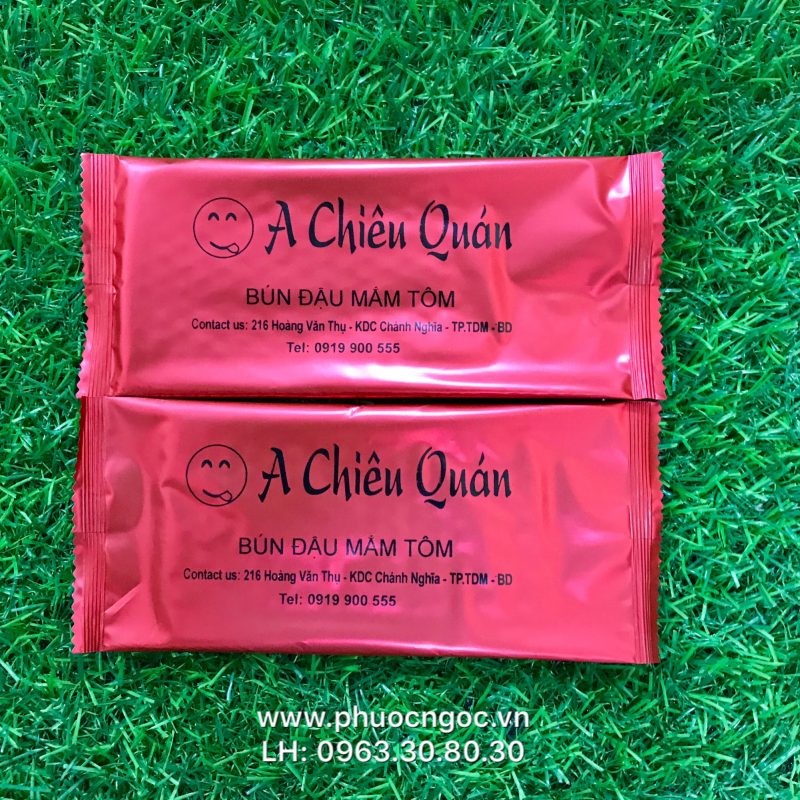 A Chiêu Quán
BÚN ĐẬU MẮM TÔM
Contact us: 216 Hoàng Văn Thụ - KDC Chánh Nghĩa - TP.TDM - BD
Tel: 0919 900 555
A Chiêu Quán
BÚN ĐẬU MẮM TÔM
Contact us: 216 Hoàng Văn Thụ - KDC Chánh Nghĩa - TP.TDM - BD
Tel: 0919 900 555
www.phuocngoc.vn
LH: 0963.30.80.30